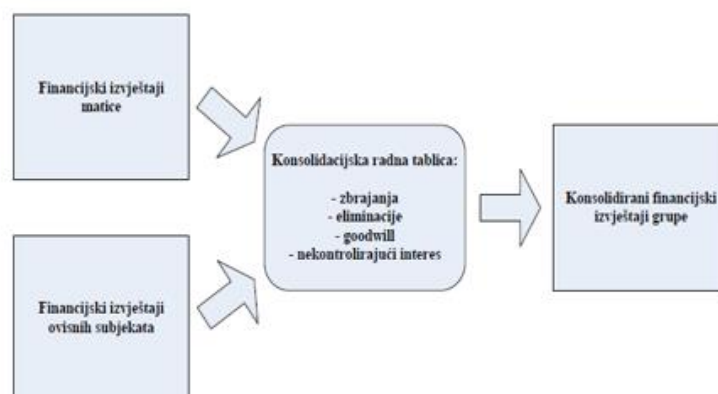 Financijski izvještaji
matice
Konsolidacijska radna tablica:
- zbrajanja
- eliminacije
- goodwill
- nekontrolirajući interes
Konsolidirani financijski
izvještaji grupe
Financijski izvještaji
ovisnih subjekata